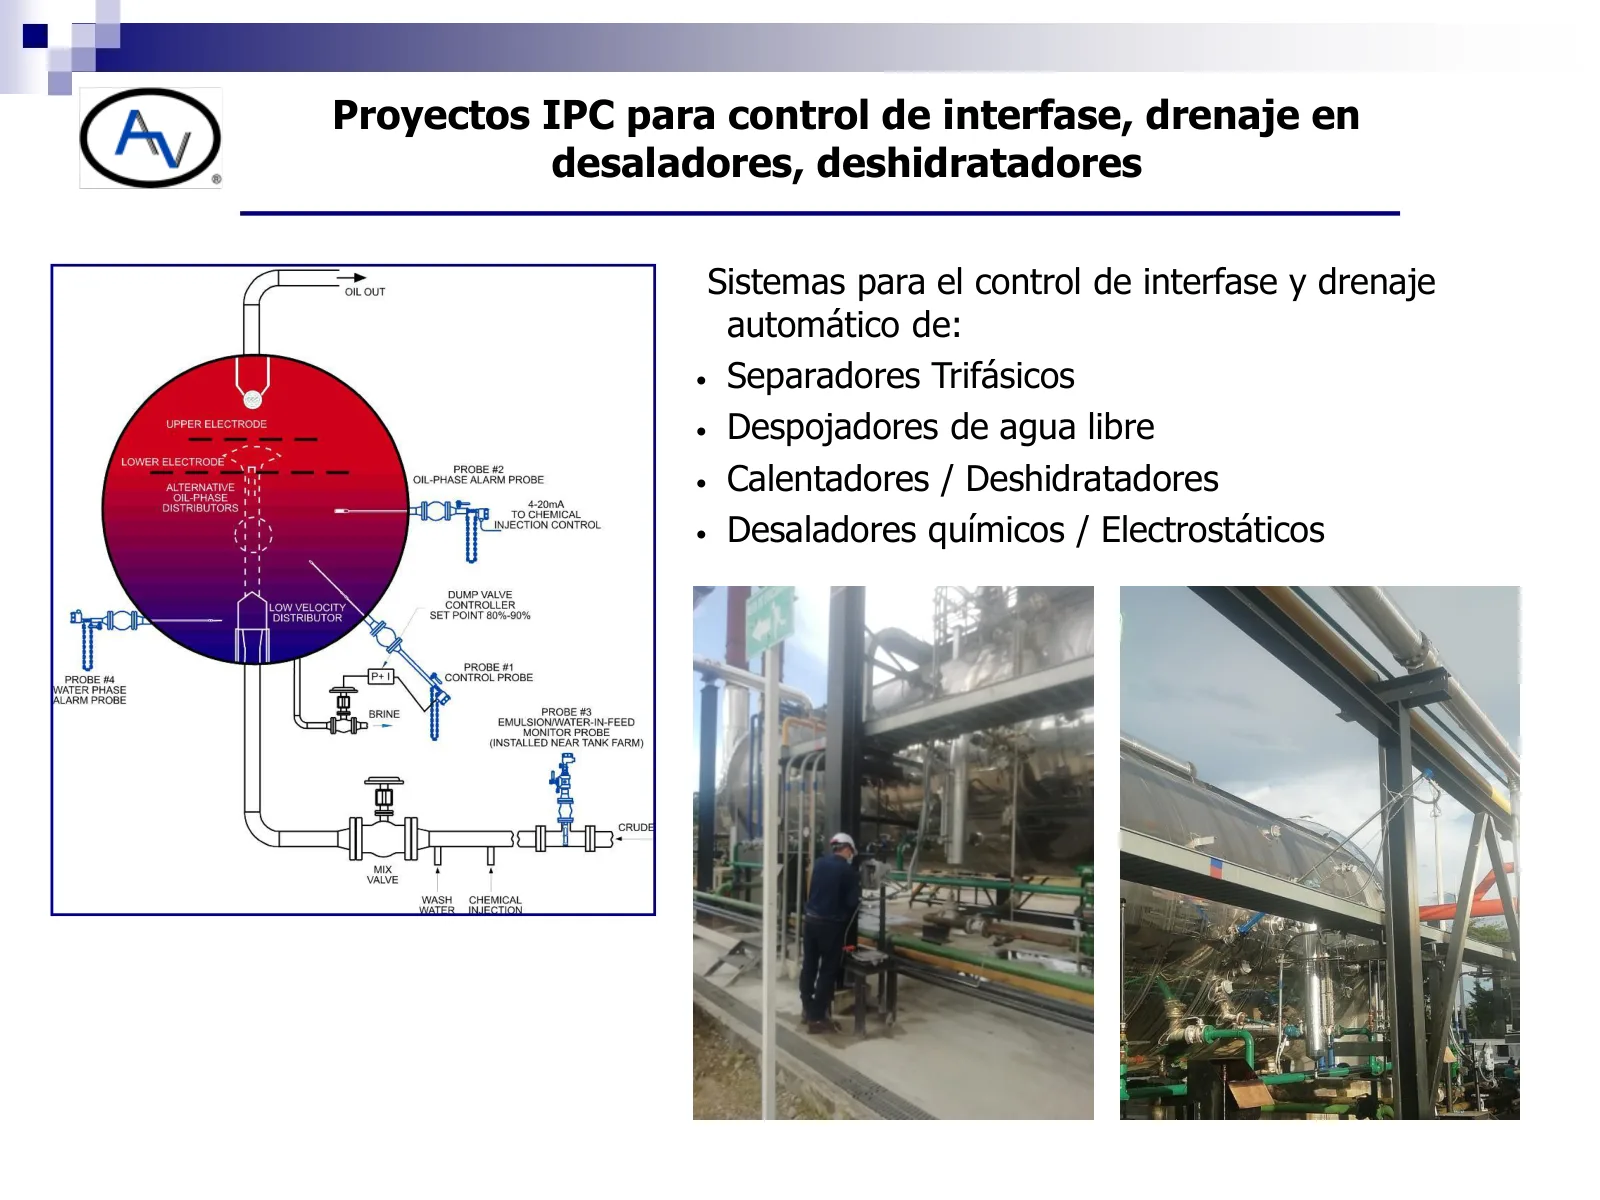 AV
®
Proyectos IPC para control de interfase, drenaje en
desaladores, deshidratadores
OIL OUT
UPPER ELECTRODE
LOWER ELECTRODE
ALTERNATIVE
OIL-PHASE
DISTRIBUTORS
PROBE #2
OIL-PHASE ALARM PROBE
4-20mA
TO CHEMICAL
INJECTION CONTROL
DUMP VALVE
CONTROLLER
SET POINT 80%-90%
LOW VELOCITY
DISTRIBUTOR
PROBE #4
WATER PHASE
ALARM PROBE
P+ I
PROBE #1
CONTROL PROBE
BRINE
PROBE #3
EMULSION/WATER-IN-FEED
MONITOR PROBE
(INSTALLED NEAR TANK FARM)
CRUDE
MIX
VALVE
WASH
WATER
CHEMICAL
INJECTION
Sistemas para el control de interfase y drenaje
automático de:
• Separadores Trifásicos
• Despojadores de agua libre
• Calentadores / Deshidratadores
• Desaladores químicos / Electrostáticos